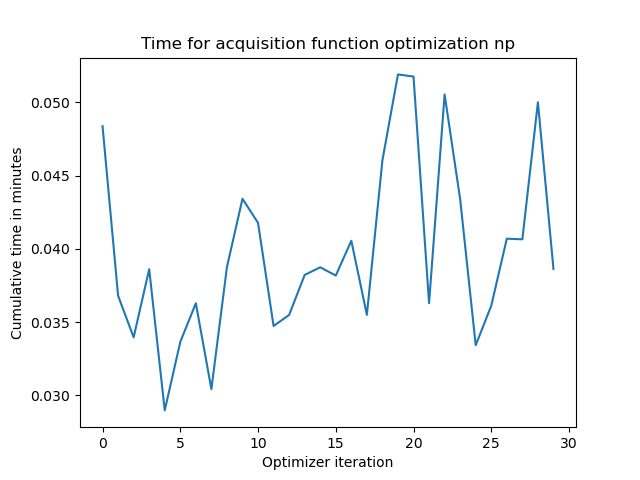 Time for acquisition function optimization np
Cumulative time in minutes
0.050
0.045
0.040
0.035
0.030
0 5 10 15 20 25 30
Optimizer iteration